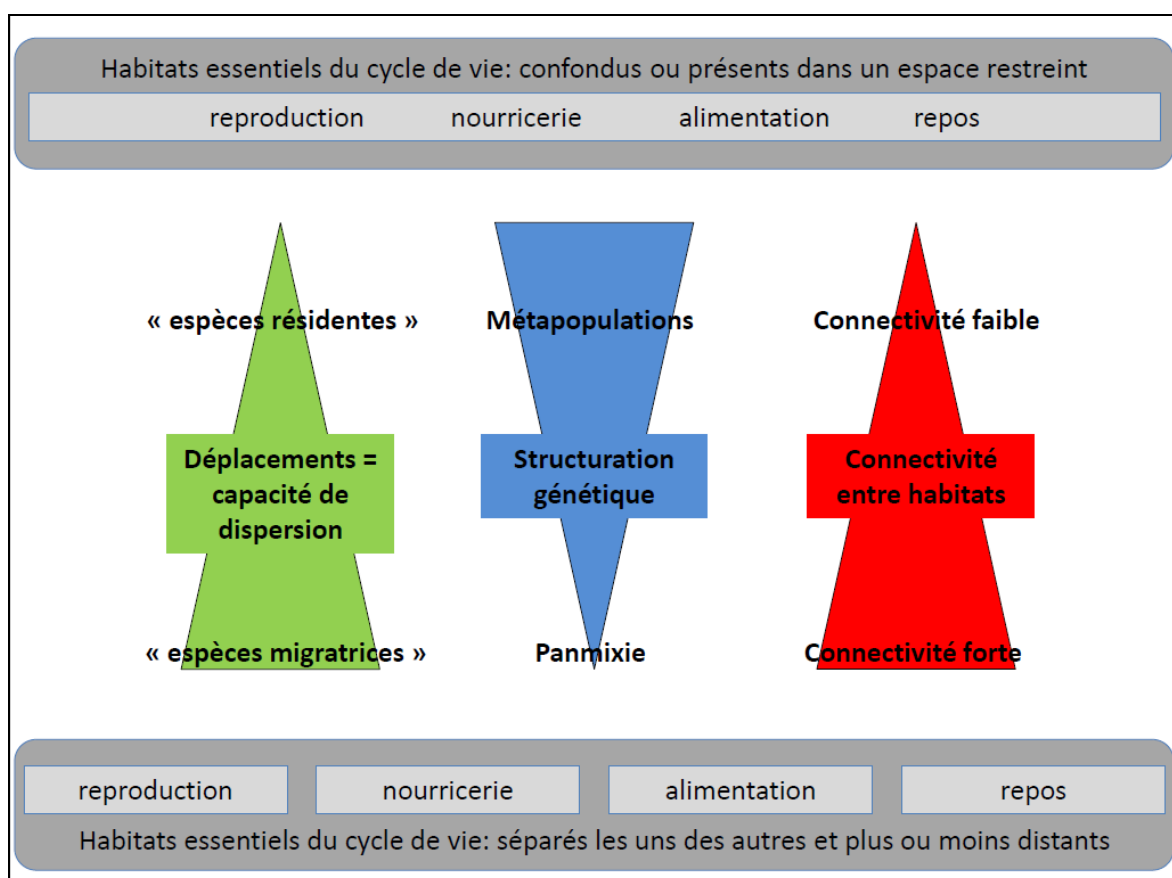 Habitats essentiels du cycle de vie: confondus ou présents dans un espace restreint
reproduction nourricerie alimentation repos
« espèces résidentes » Métapopulations Connectivité faible
Déplacements =
capacité de
dispersion
Structuration
génétique
Connectivité
entre habitats
« espèces migratrices » Panmixie Connectivité forte
reproduction nourricerie alimentation repos
Habitats essentiels du cycle de vie: séparés les uns des autres et plus ou moins distants